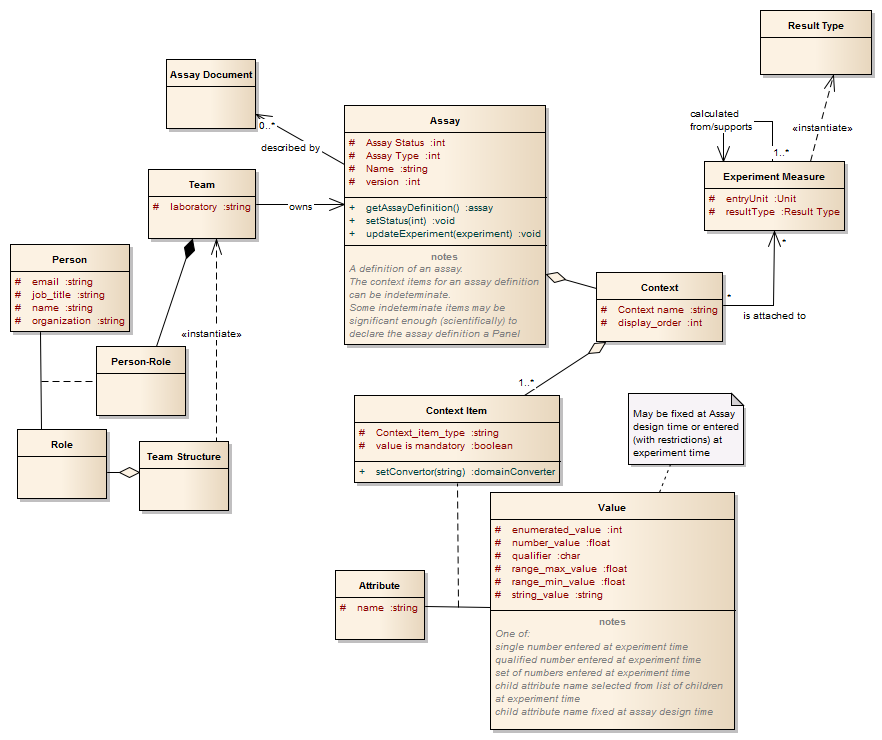 Result Type
Assay Document
0..*
described by
Assay
# Assay Status :int
# Assay Type :int
# Name :string
# version :int
+ getAssayDefinition() :assay
+ setStatus(int) :void
+ updateExperiment(experiment) :void
notes
A definition of an assay.
The context items for an assay definition
can be indeterminate.
Some indeterminate items may be
significant enough (scientifically) to
declare the assay definition a Panel
calculated
from/supports
1..*
«instantiate»
Experiment Measure
# entryUnit :Unit
# resultType :Result Type
*
Team
# laboratory :string
owns
Person
# email :string
# job_title :string
# name :string
# organization :string
«instantiate»
Context
# Context name :string
# display_order :int
*
is attached to
Person-Role
1..*
Context Item
# Context_item_type :string
# value is mandatory :boolean
+ setConvertor(string) :domainConverter
May be fixed at Assay
design time or entered
(with restrictions) at
experiment time
Role
Team Structure
Value
# enumerated_value :int
# number_value :float
# qualifier :char
# range_max_value :float
# range_min_value :float
# string_value :string
notes
One of:
single number entered at experiment time
qualified number entered at experiment time
set of numbers entered at experiment time
child attribute name selected from list of children
at experiment time
child attribute name fixed at assay design time
Attribute
# name :string